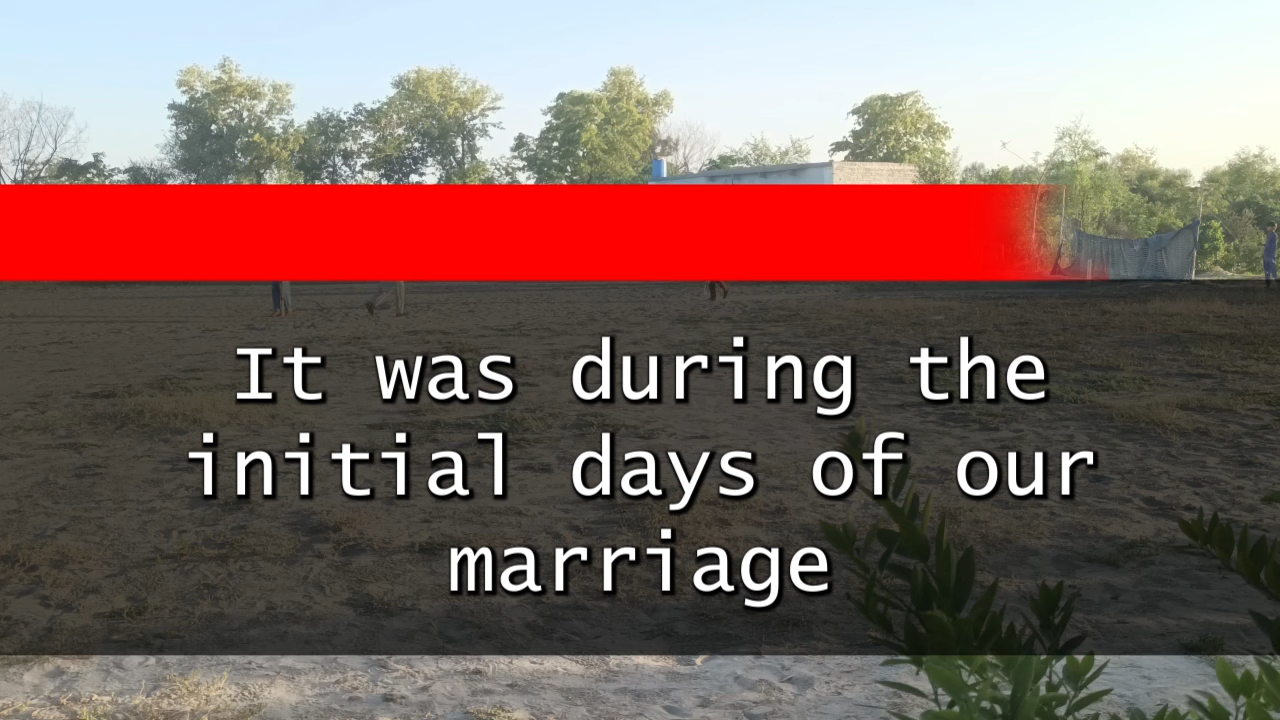 It was during the
initial days of our
marriage